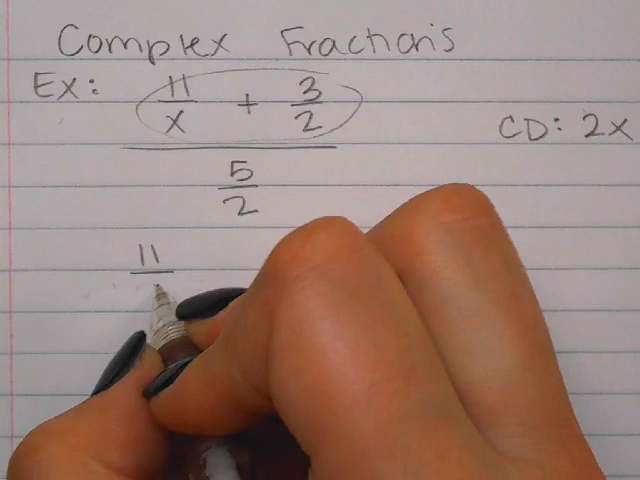 Complex Fractions
Ex: 11/x + 3/2
CD: 2x
5/2
11